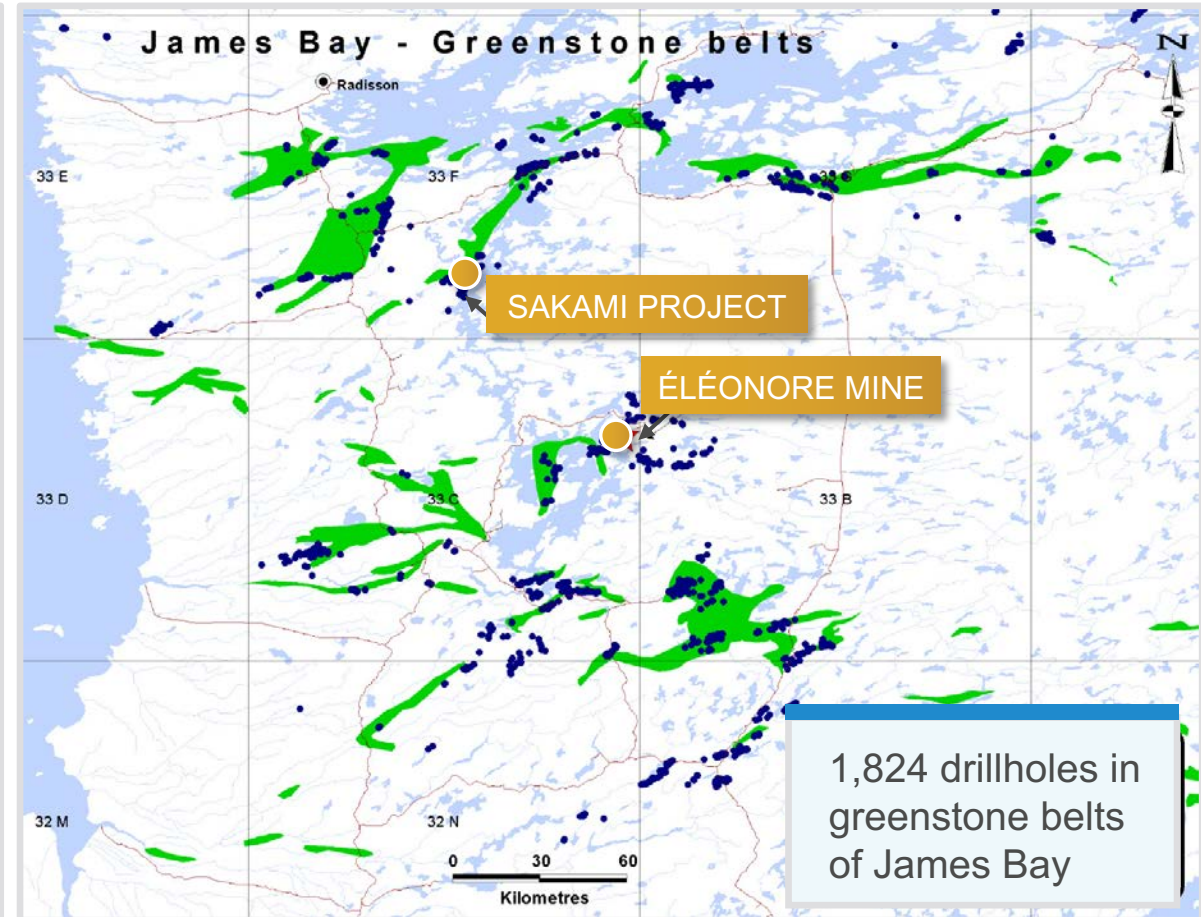 James Bay - Greenstone belts
N
Radisson
33 E
33 F
33 G
SAKAMI PROJECT
ÉLÉONORE MINE
33 D
33 C
33 B
32 M
32 N
0 30 60
Kilometres
1,824 drillholes in
greenstone belts
of James Bay